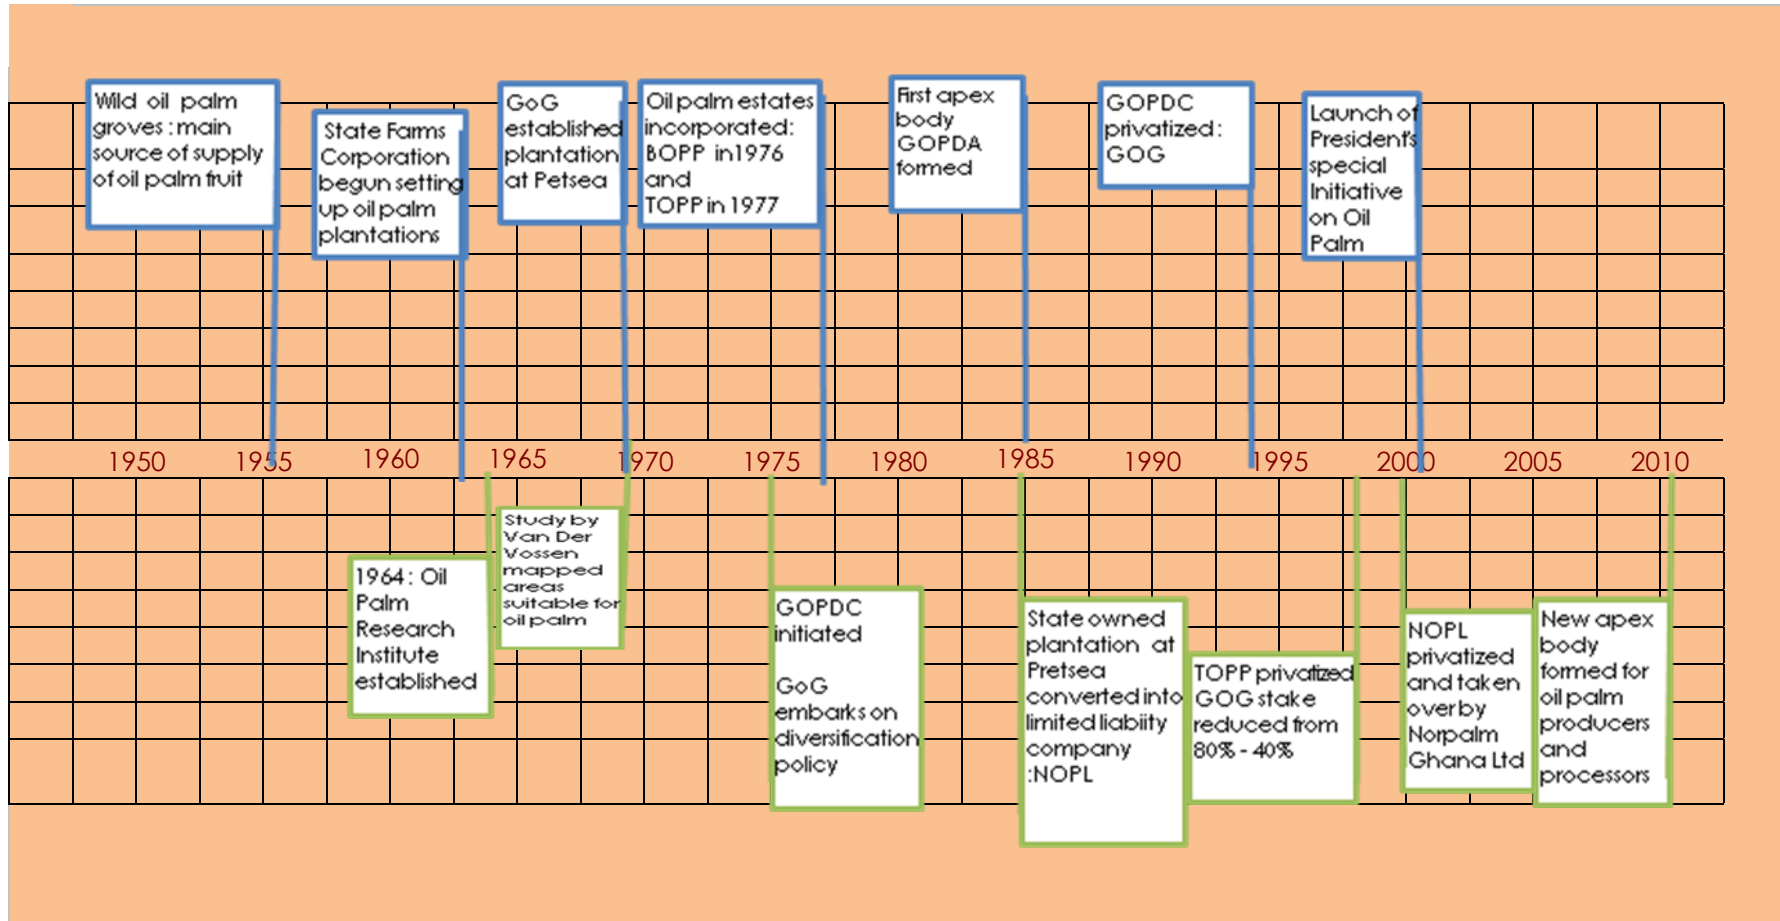 Wild oil palm
groves : main
source of supply
of oil palm fruit
State Farms
Corporation
begun setting
up oil palm
plantations
GoG
established
plantation
at Petsea
Oil palm estates
incorporated:
BOPP in1976
and
TOPP in 1977
First apex
body
GOPDA
formed
GOPDC
privatized :
GOG
Launch of
President's
special
Initiative
on Oil
Palm
1950
1955
1960
1965
1970
1975
1980
1985
1990
1995
2000
2005
2010
1964 : Oil
Palm
Research
Institute
established
Study by
Van Der
Vossen
mapped
areas
suitable for
oil palm
GOPDC
initiated
GoG
embarks on
diversification
policy
State owned
plantation at
Pretsea
converted into
limited liabiity
company
:NOPL
TOPP privatized
GOG stake
reduced from
80% - 40%
NOPL
privatized
and taken
over by
Norpalm
Ghana Ltd
New apex
body
formed for
oil palm
producers
and
processors